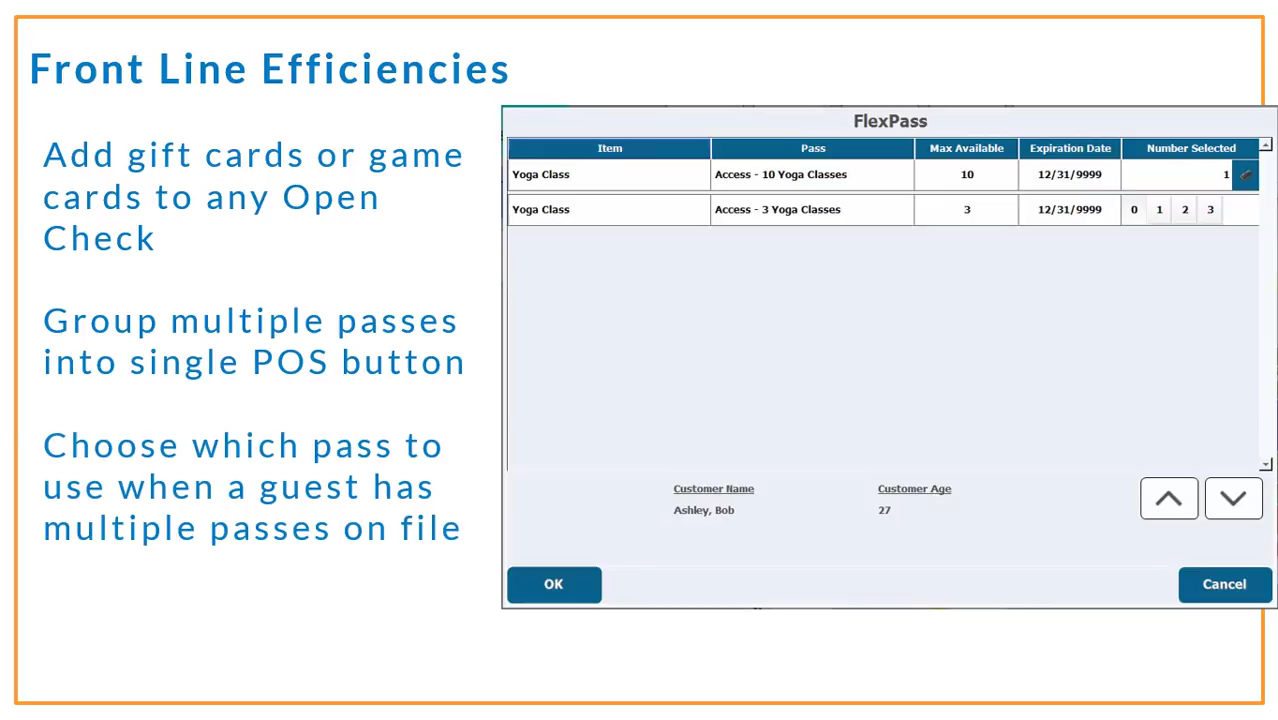 Front Line Efficiencies
Add gift cards or game
cards to any Open
Check
Group multiple passes
into single POS button
Choose which pass to
use when a guest has
multiple passes on file
FlexPass
Item Pass Max Available Expiration Date Number Selected
Yoga Class Access - 10 Yoga Classes 10 12/31/9999 1
Yoga Class Access - 3 Yoga Classes 3 12/31/9999 0 1 2 3
Customer Name Customer Age
Ashley, Bob 27
OK Cancel